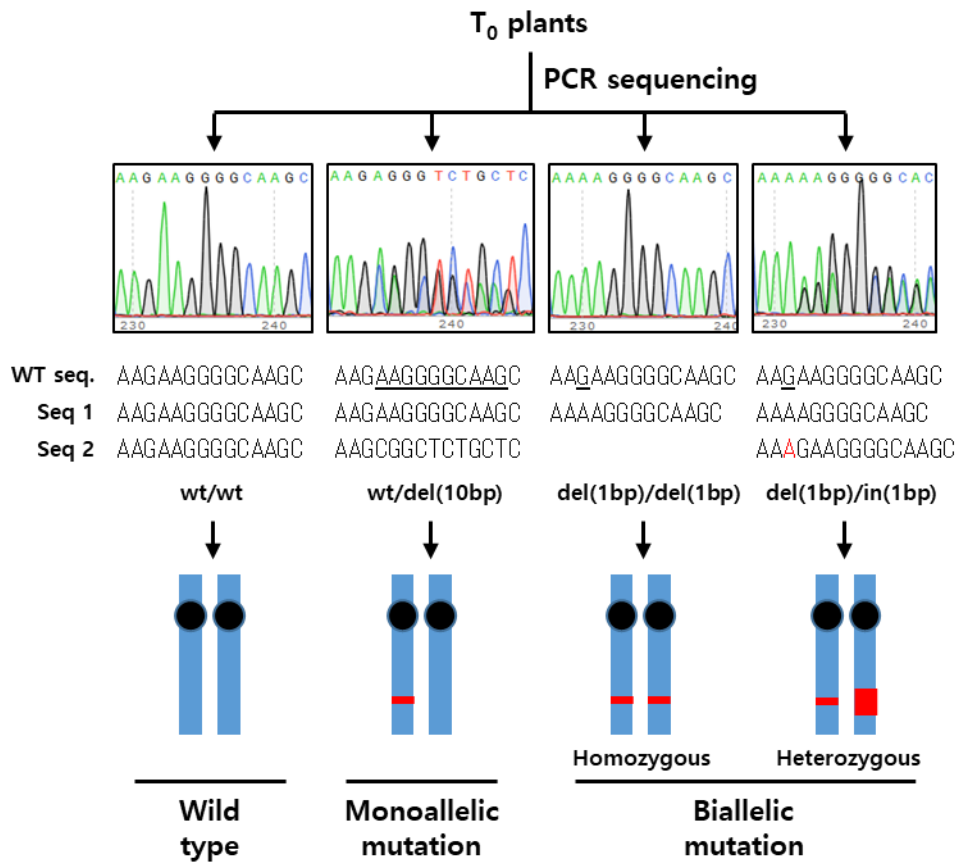 T0 plants
PCR sequencing
AAGAAGGGGCAAGC AAGAGGGTCTGCTC AAAAGGGGCAAGC AAAAAGGGGGCAC
230 240 240 230 240 230 240
WT seq. AAGAAGGGGCAAGC AAGAAGGGGCAAGC AAGAAGGGGCAAGC AAGAAGGGGCAAGC
Seq 1 AAGAAGGGGCAAGC AAGAAGGGGCAAGC AAAAGGGGCAAGC AAAAGGGGCAAGC
Seq 2 AAGAAGGGGCAAGC AAGCGGCTCTGCTC AAAGAAGGGGCAAGC
wt/wt wt/del(10bp) del(1bp)/del(1bp) del(1bp)/in(1bp)
Homozygous Heterozygous
Wild type Monoallelic mutation Biallelic mutation